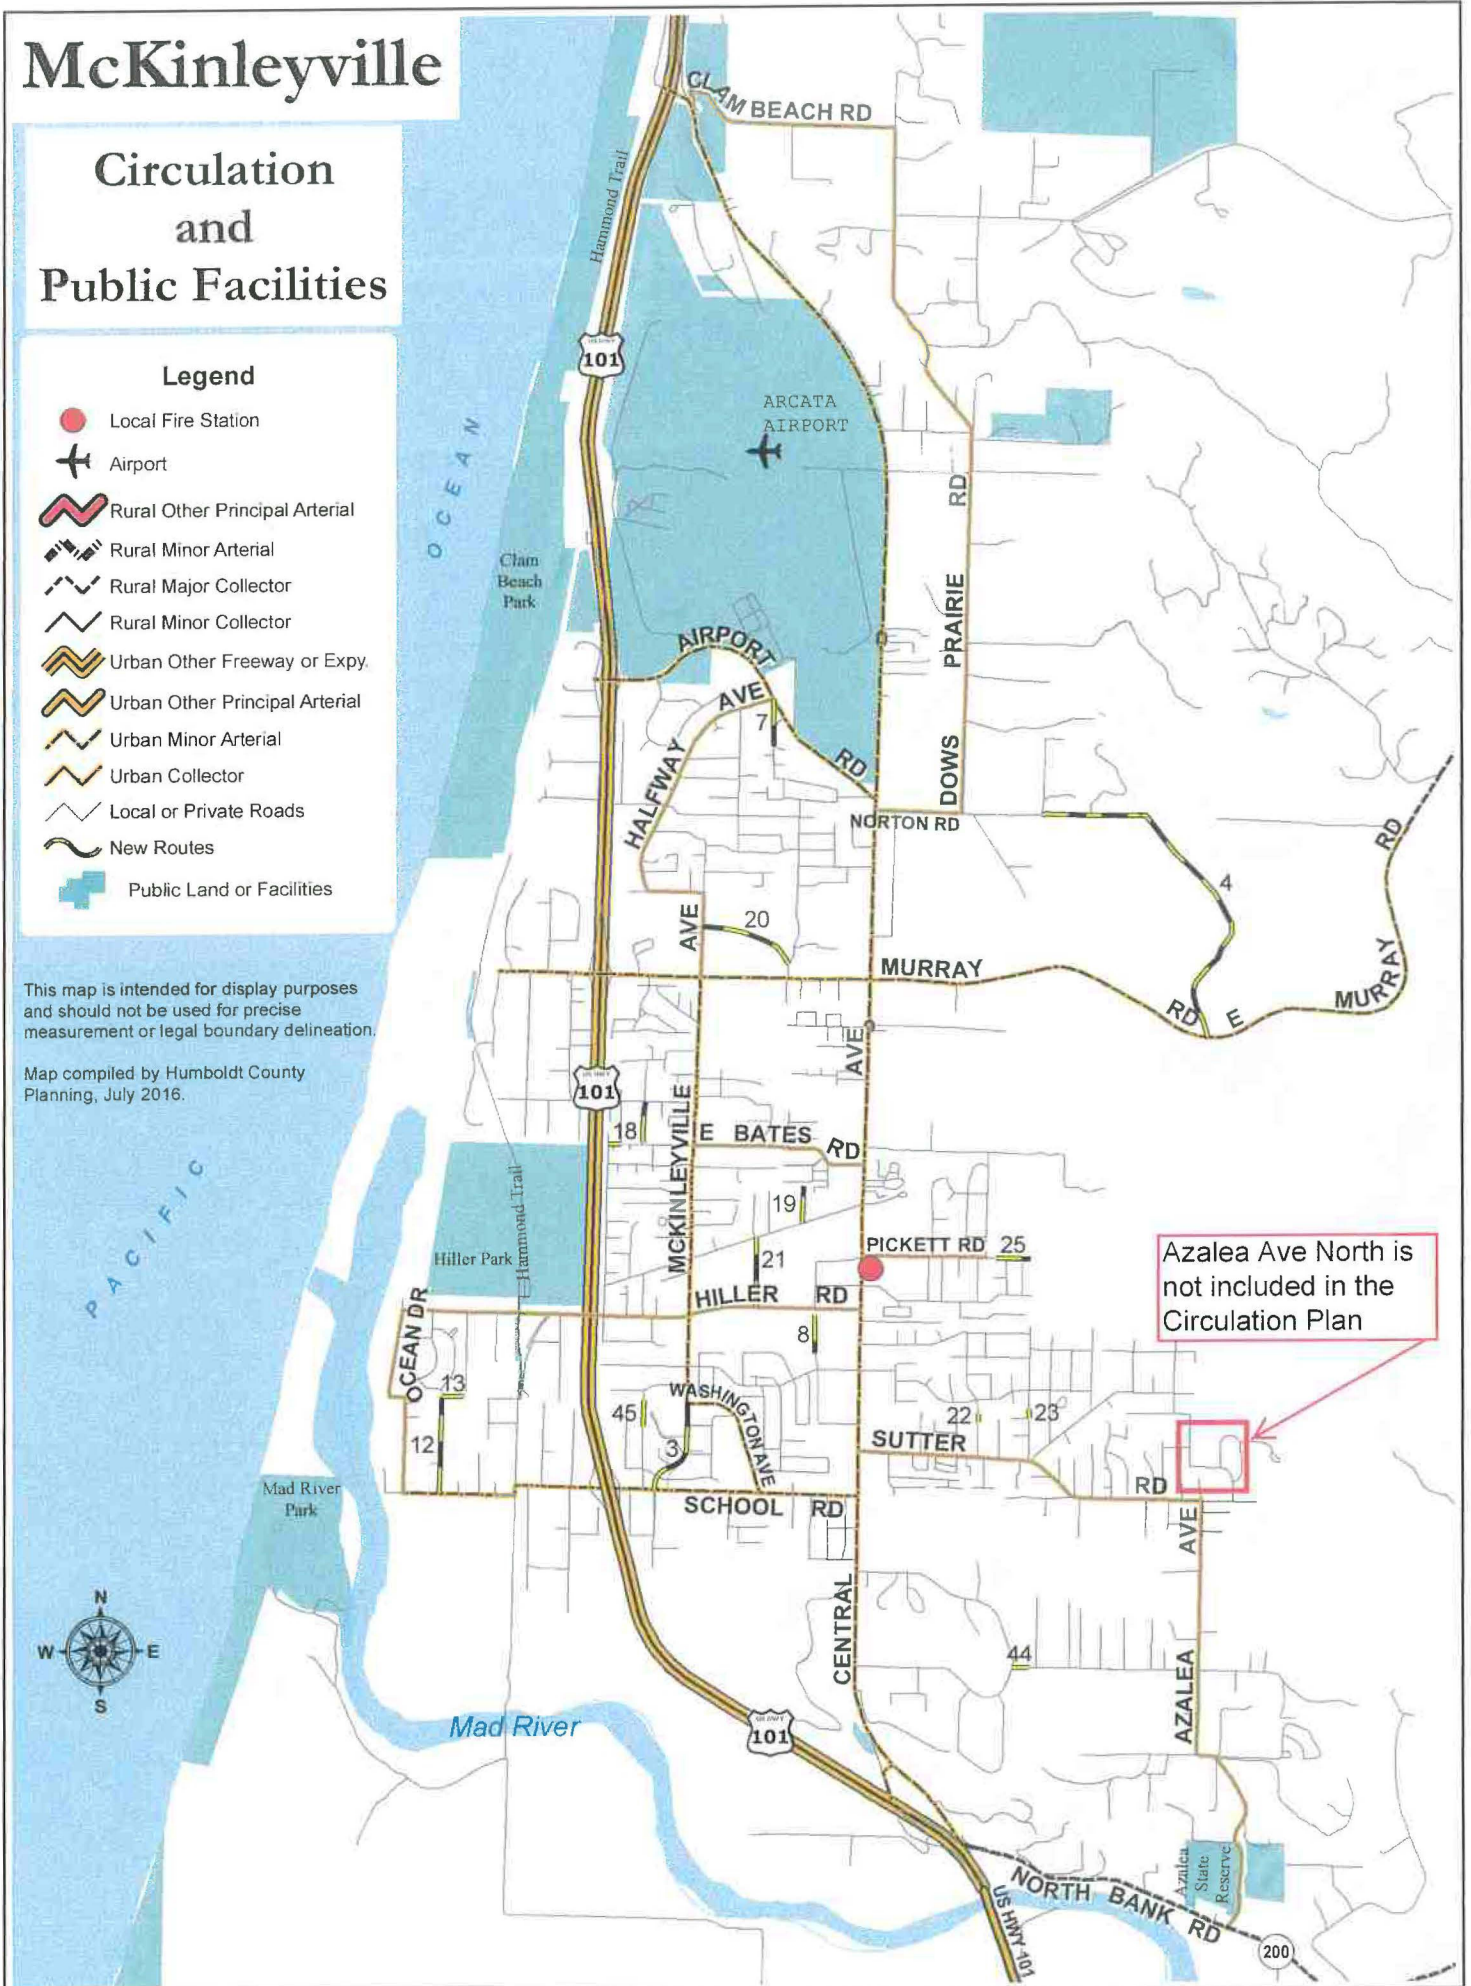 McKinleyville
Circulation
and
Public Facilities
Legend
Local Fire Station
Airport
Rural Other Principal Arterial
Rural Minor Arterial
Rural Major Collector
Rural Minor Collector
Urban Other Freeway or Expy.
Urban Other Principal Arterial
Urban Minor Arterial
Urban Collector
Local or Private Roads
New Routes
Public Land or Facilities
This map is intended for display purposes
and should not be used for precise
measurement or legal boundary delineation.
Map compiled by Humboldt County
Planning, July 2016.
CLAM BEACH RD
Hammond Trail
101
ARCATA
AIRPORT
OCEAN
Clam
Beach
Park
DOWS PRAIRIE RD
AIRPORT RD
HALFWAY AVE
7
NORTON RD
4
20
MURRAY RD
E MURRAY RD
MCKINLEYVILLE AVE
CENTRAL AVE
101
18
E BATES RD
19
21
PICKETT RD
25
PACIFIC
Hiller Park
Hammond Trail
HILLER RD
8
OCEAN DR
13
12
45
3
WASHINGTON AVE
22
23
SUTTER RD
SCHOOL RD
Azalea Ave North is
not included in the
Circulation Plan
Mad River
Park
N
W
E
S
44
AZALEA AVE
Mad River
101
Azalea
State
Reserve
NORTH BANK RD
US HWY 101
200